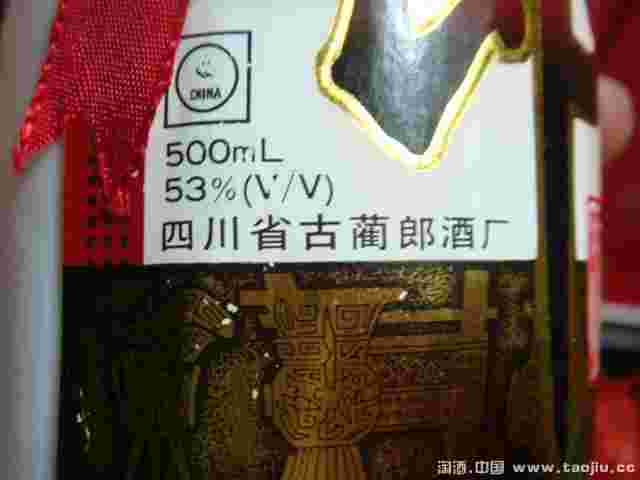 CHINA
500mL
53%(V/V)
四川省古蔺郎酒厂
淘酒.中国 www.taojiu.cc